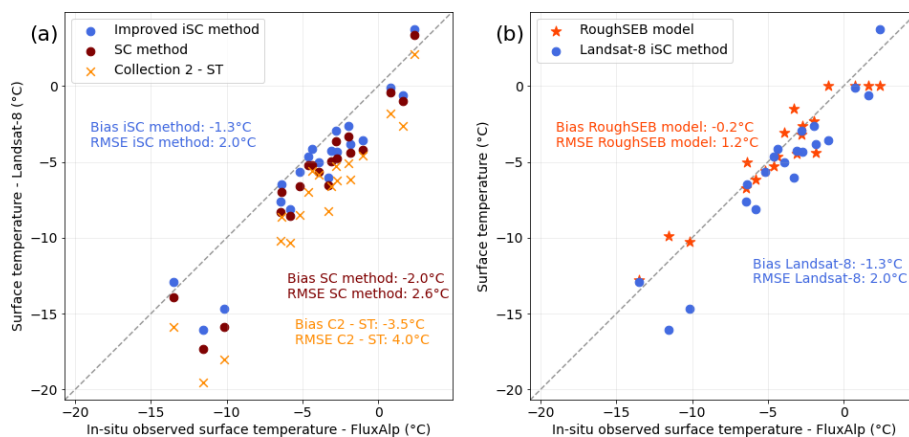 (a)
Improved iSC method
SC method
Collection 2 - ST
Bias iSC method: -1.3°C
RMSE iSC method: 2.0°C
Bias SC method: -2.0°C
RMSE SC method: 2.6°C
Bias C2 - ST: -3.5°C
RMSE C2 - ST: 4.0°C
Surface temperature - Landsat-8 (°C)
0
−5
−10
−15
−20
−20 −15 −10 −5 0
In-situ observed surface temperature - FluxAlp (°C)
(b)
RoughSEB model
Landsat-8 iSC method
Bias RoughSEB model: -0.2°C
RMSE RoughSEB model: 1.2°C
Bias Landsat-8: -1.3°C
RMSE Landsat-8: 2.0°C
Surface temperature (°C)
0
−5
−10
−15
−20
−20 −15 −10 −5 0
In-situ observed surface temperature - FluxAlp (°C)